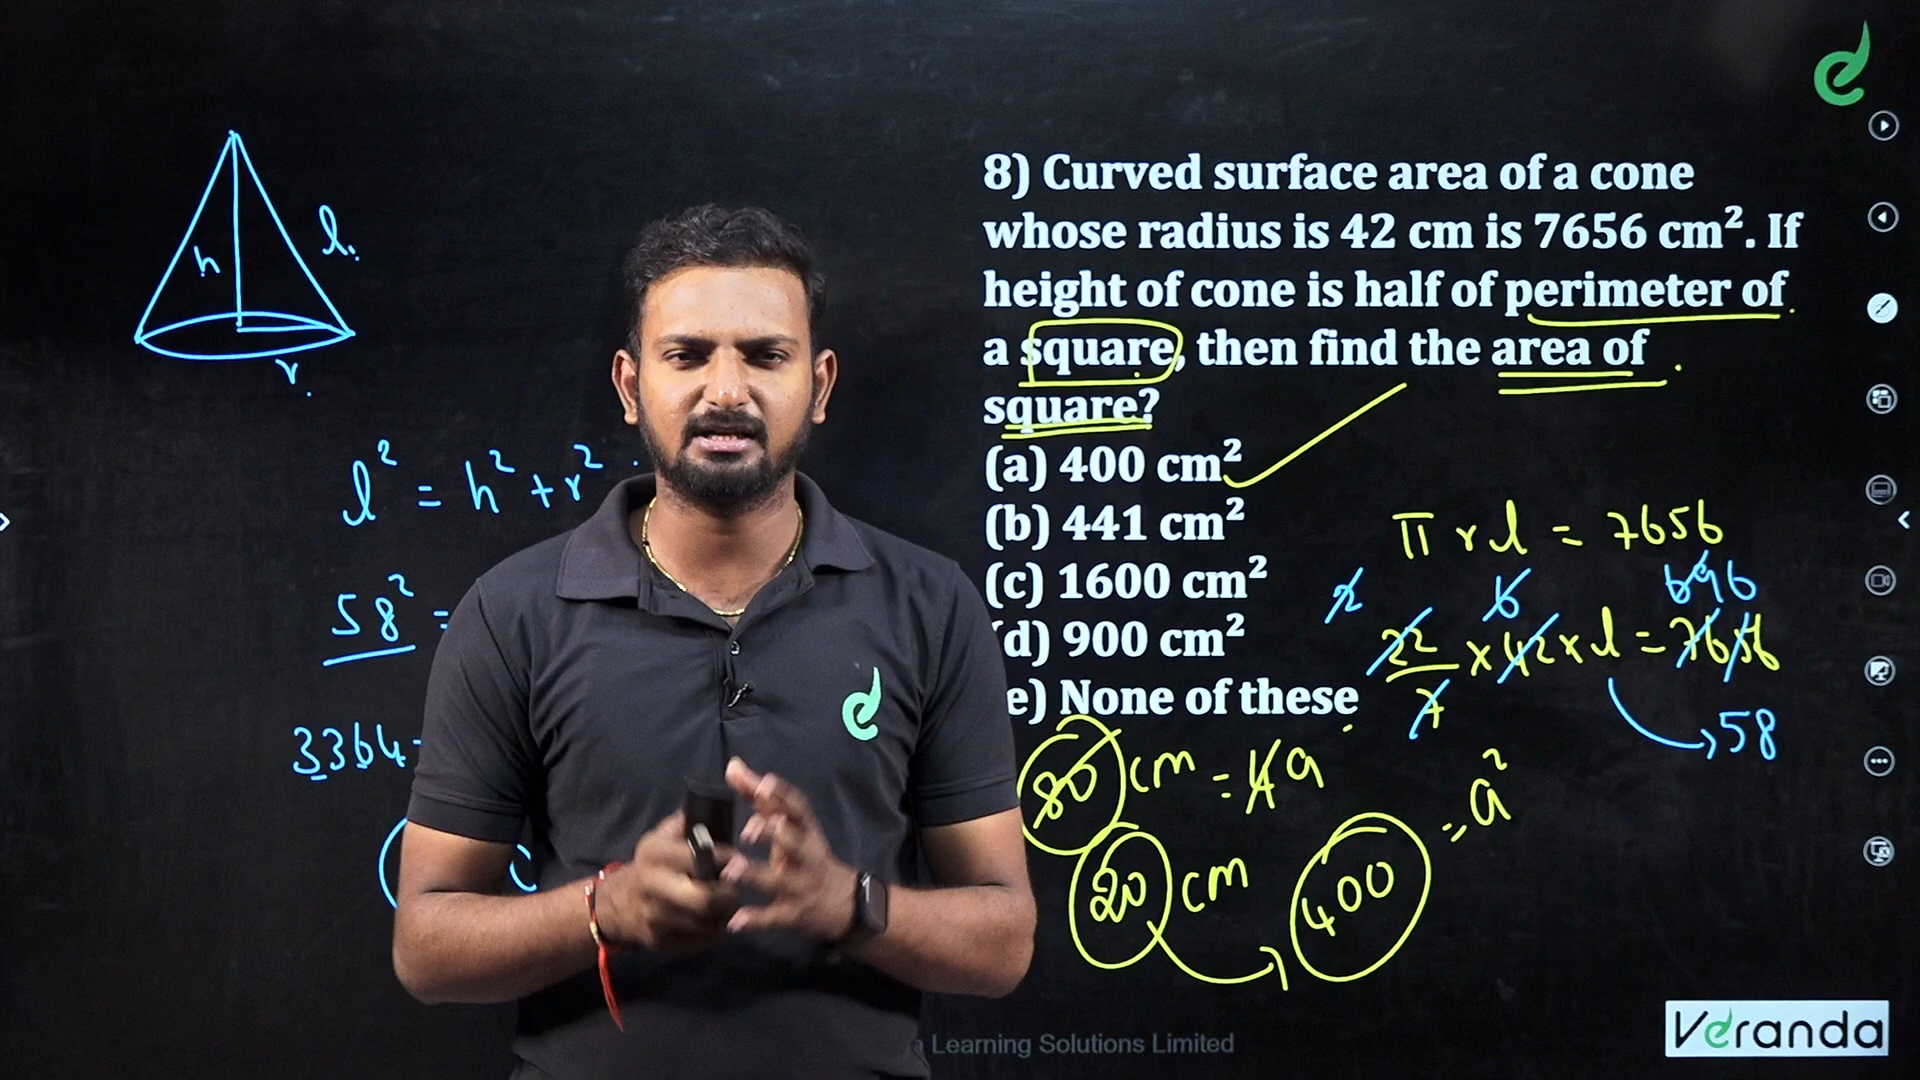 8) Curved surface area of a cone
whose radius is 42 cm is 7656 cm². If
height of cone is half of perimeter of
a square, then find the area of
square?
(a) 400 cm²
(b) 441 cm²
(c) 1600 cm²
(d) 900 cm²
e) None of these
h
l
r
l² = h² + r²
58² =
3364
π r l = 7656
2 6 696
22/7 × 42 × l = 7656
58
80 cm = 4a
20 cm
400 = a²
Learning Solutions Limited
Veranda